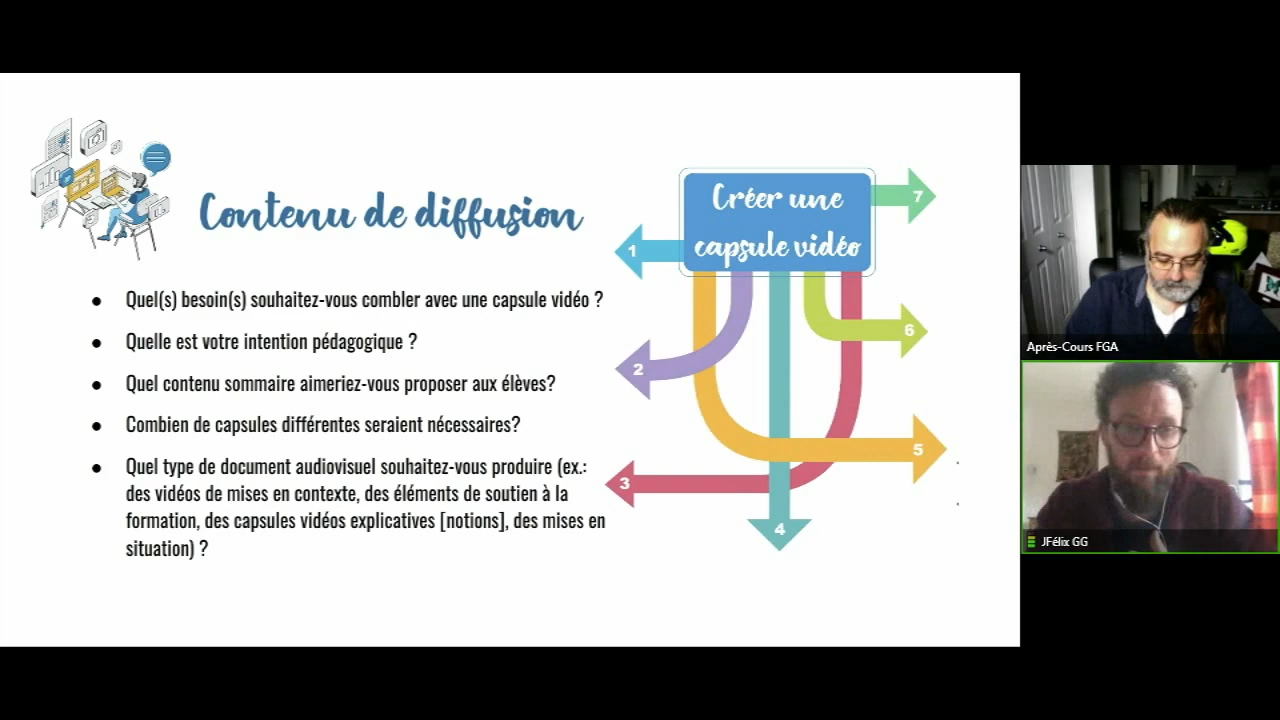 Contenu de diffusion
• Quel(s) besoin(s) souhaitez-vous combler avec une capsule vidéo ?
• Quelle est votre intention pédagogique ?
• Quel contenu sommaire aimeriez-vous proposer aux élèves?
• Combien de capsules différentes seraient nécessaires?
• Quel type de document audiovisuel souhaitez-vous produire (ex.:
des vidéos de mises en contexte, des éléments de soutien à la
formation, des capsules vidéos explicatives [notions], des mises en
situation) ?
Créer une
capsule vidéo
7
1
6
2
5
3
4
Après-Cours FGA
JFélix GG